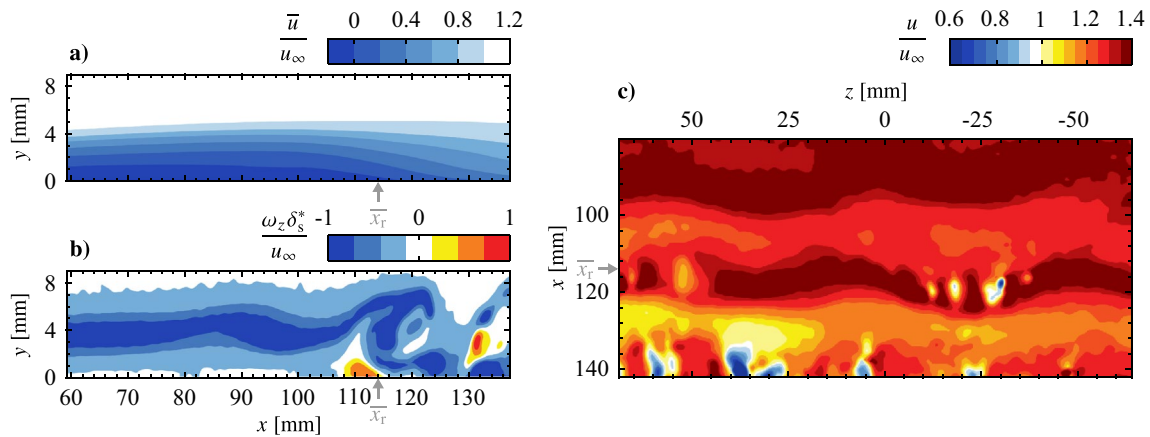 u̅ / u∞ 0 0.4 0.8 1.2
a)
y [mm] 8 4 0
x̅r̅
ωz δs* / u∞ -1 0 1
b)
y [mm] 8 4 0
60 70 80 90 100 110 120 130
x [mm] x̅r̅
u / u∞ 0.6 0.8 1 1.2 1.4
c) z [mm]
50 25 0 -25 -50
x [mm] 100 120 140
x̅r̅